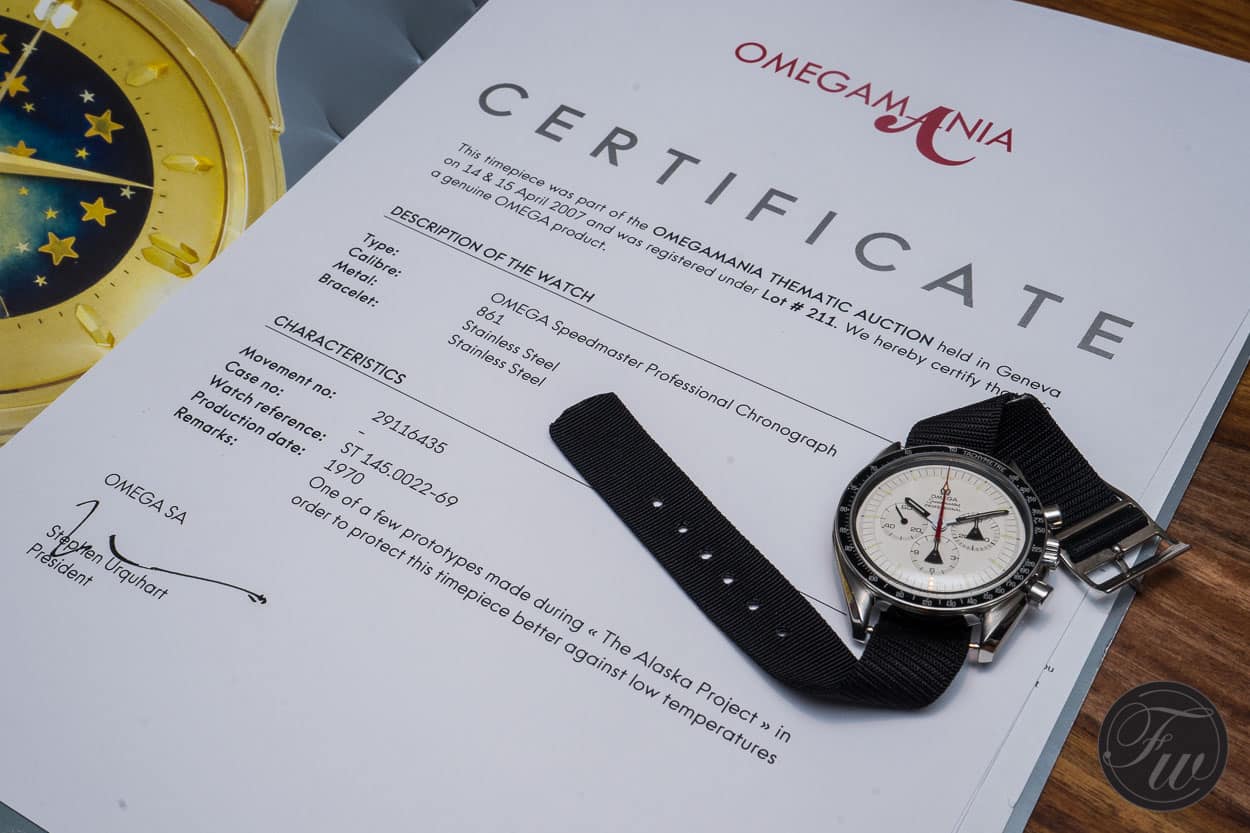 OMEGAMANIA
CERTIFICATE
This timepiece was part of the OMEGAMANIA THEMATIC AUCTION held in Geneva
on 14 & 15 April 2007 and was registered under Lot # 211. We hereby certify
a genuine OMEGA product.
DESCRIPTION OF THE WATCH
Type: OMEGA Speedmaster Professional Chronograph
Calibre: 861
Metal: Stainless Steel
Bracelet: Stainless Steel
CHARACTERISTICS
Movement no: 29116435
Case no: -
Watch reference: ST 145.0022-69
Production date: 1970
Remarks: One of a few prototypes made during « The Alaska Project » in
order to protect this timepiece better against low temperatures
OMEGA SA
Stephen Urquhart
President
TACHYMETRE
OMEGA
Speedmaster
PROFESSIONAL
FW